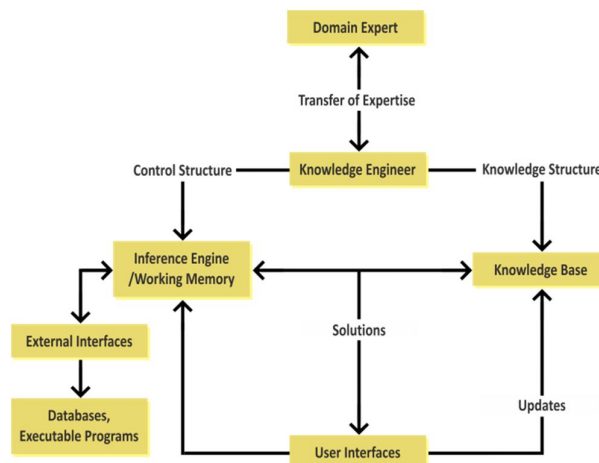 Domain Expert
Transfer of Expertise
Control Structure
Knowledge Engineer
Knowledge Structure
Inference Engine
/Working Memory
Knowledge Base
Solutions
External Interfaces
Databases,
Executable Programs
Updates
User Interfaces